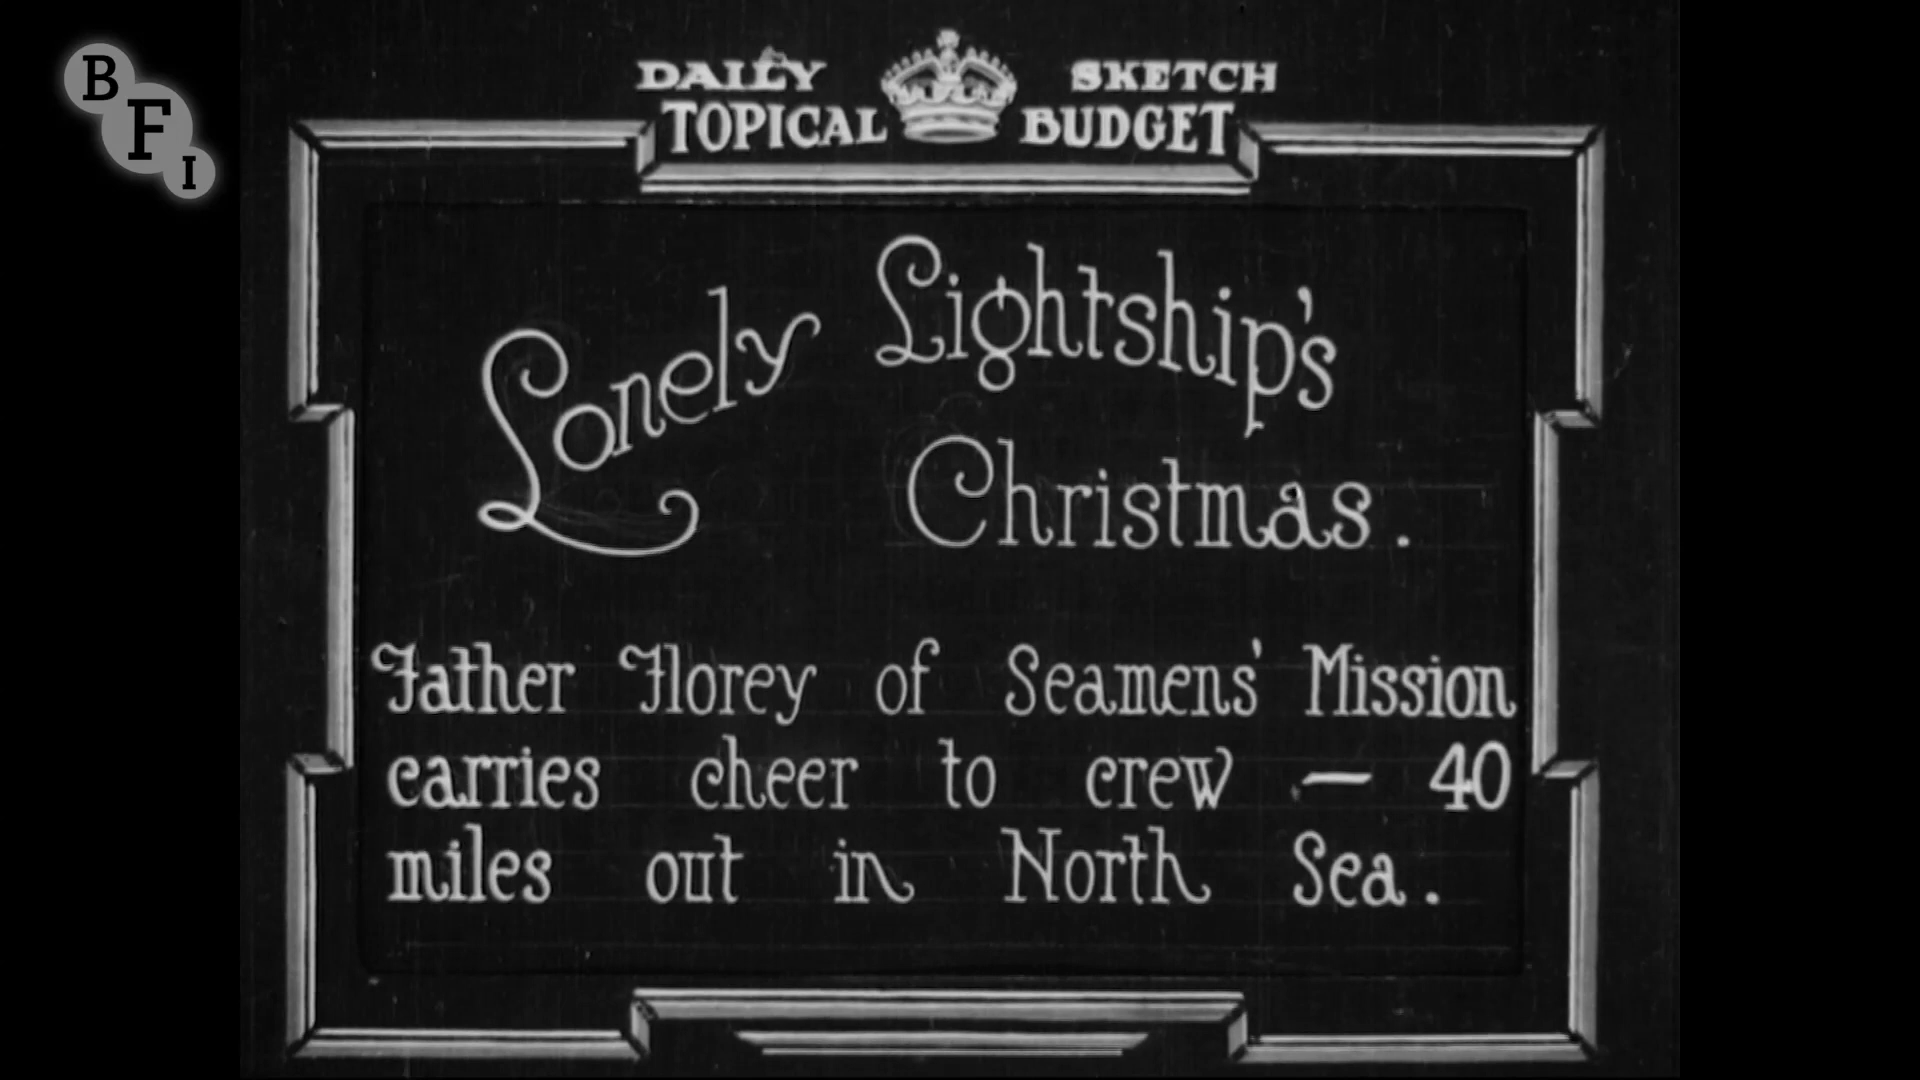 BFI
DAILY SKETCH
TOPICAL BUDGET
Lonely Lightship's
Christmas.
Father Florey of Seamens' Mission
carries cheer to crew — 40
miles out in North Sea.